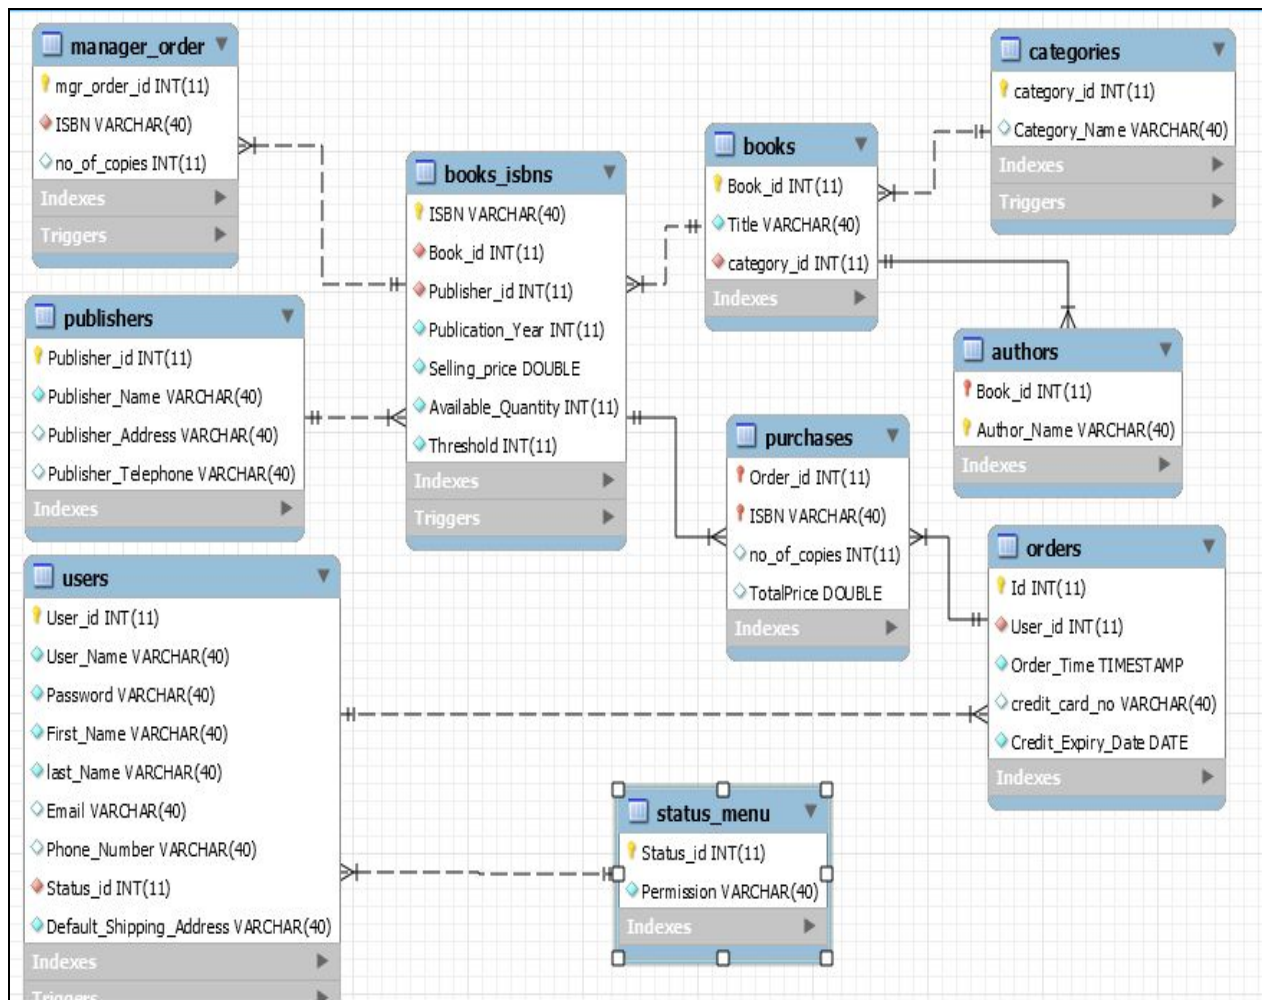 manager_order
mgr_order_id INT(11)
ISBN VARCHAR(40)
no_of_copies INT(11)
Indexes
Triggers
publishers
Publisher_id INT(11)
Publisher_Name VARCHAR(40)
Publisher_Address VARCHAR(40)
Publisher_Telephone VARCHAR(40)
Indexes
users
User_id INT(11)
User_Name VARCHAR(40)
Password VARCHAR(40)
First_Name VARCHAR(40)
last_Name VARCHAR(40)
Email VARCHAR(40)
Phone_Number VARCHAR(40)
Status_id INT(11)
Default_Shipping_Address VARCHAR(40)
Indexes
Triggers
books_isbns
ISBN VARCHAR(40)
Book_id INT(11)
Publisher_id INT(11)
Publication_Year INT(11)
Selling_price DOUBLE
Available_Quantity INT(11)
Threshold INT(11)
Indexes
Triggers
books
Book_id INT(11)
Title VARCHAR(40)
category_id INT(11)
Indexes
categories
category_id INT(11)
Category_Name VARCHAR(40)
Indexes
Triggers
authors
Book_id INT(11)
Author_Name VARCHAR(40)
Indexes
purchases
Order_id INT(11)
ISBN VARCHAR(40)
no_of_copies INT(11)
TotalPrice DOUBLE
Indexes
orders
Id INT(11)
User_id INT(11)
Order_Time TIMESTAMP
credit_card_no VARCHAR(40)
Credit_Expiry_Date DATE
Indexes
status_menu
Status_id INT(11)
Permission VARCHAR(40)
Indexes